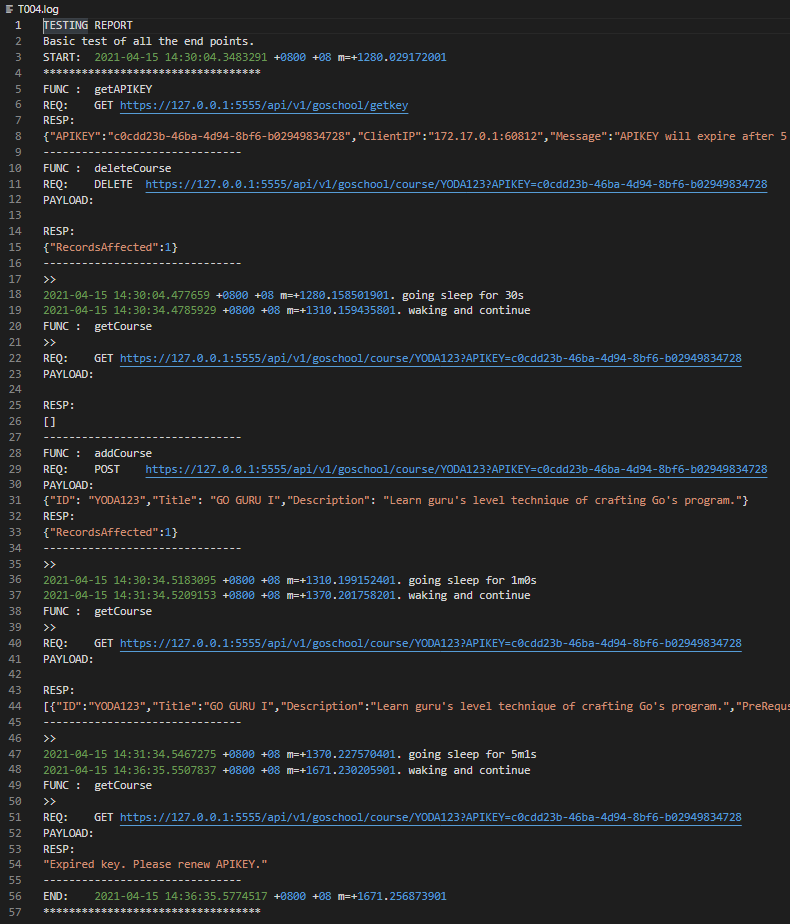 T004.log
1 TESTING REPORT
2 Basic test of all the end points.
3 START: 2021-04-15 14:30:04.3483291 +0800 +08 m=+1280.029172001
4 **********************************
5 FUNC : getAPIKEY
6 REQ: GET https://127.0.0.1:5555/api/v1/goschool/getkey
7 RESP:
8 {"APIKEY":"c0cdd23b-46ba-4d94-8bf6-b02949834728","ClientIP":"172.17.0.1:60812","Message":"APIKEY will expire after 5
9 -------------------------------
10 FUNC : deleteCourse
11 REQ: DELETE https://127.0.0.1:5555/api/v1/goschool/course/YODA123?APIKEY=c0cdd23b-46ba-4d94-8bf6-b02949834728
12 PAYLOAD:
13
14 RESP:
15 {"RecordsAffected":1}
16 -------------------------------
17 >>
18 2021-04-15 14:30:04.477659 +0800 +08 m=+1280.158501901. going sleep for 30s
19 2021-04-15 14:30:34.4785929 +0800 +08 m=+1310.159435801. waking and continue
20 FUNC : getCourse
21 >>
22 REQ: GET https://127.0.0.1:5555/api/v1/goschool/course/YODA123?APIKEY=c0cdd23b-46ba-4d94-8bf6-b02949834728
23 PAYLOAD:
24
25 RESP:
26 []
27 -------------------------------
28 FUNC : addCourse
29 REQ: POST https://127.0.0.1:5555/api/v1/goschool/course/YODA123?APIKEY=c0cdd23b-46ba-4d94-8bf6-b02949834728
30 PAYLOAD:
31 {"ID": "YODA123","Title": "GO GURU I","Description": "Learn guru's level technique of crafting Go's program."}
32 RESP:
33 {"RecordsAffected":1}
34 -------------------------------
35 >>
36 2021-04-15 14:30:34.5183095 +0800 +08 m=+1310.199152401. going sleep for 1m0s
37 2021-04-15 14:31:34.5209153 +0800 +08 m=+1370.201758201. waking and continue
38 FUNC : getCourse
39 >>
40 REQ: GET https://127.0.0.1:5555/api/v1/goschool/course/YODA123?APIKEY=c0cdd23b-46ba-4d94-8bf6-b02949834728
41 PAYLOAD:
42
43 RESP:
44 [{"ID":"YODA123","Title":"GO GURU I","Description":"Learn guru's level technique of crafting Go's program.","PreRequs
45 -------------------------------
46 >>
47 2021-04-15 14:31:34.5467275 +0800 +08 m=+1370.227570401. going sleep for 5m1s
48 2021-04-15 14:36:35.5507837 +0800 +08 m=+1671.230205901. waking and continue
49 FUNC : getCourse
50 >>
51 REQ: GET https://127.0.0.1:5555/api/v1/goschool/course/YODA123?APIKEY=c0cdd23b-46ba-4d94-8bf6-b02949834728
52 PAYLOAD:
53 RESP:
54 "Expired key. Please renew APIKEY."
55 -------------------------------
56 END: 2021-04-15 14:36:35.5774517 +0800 +08 m=+1671.256873901
57 **********************************